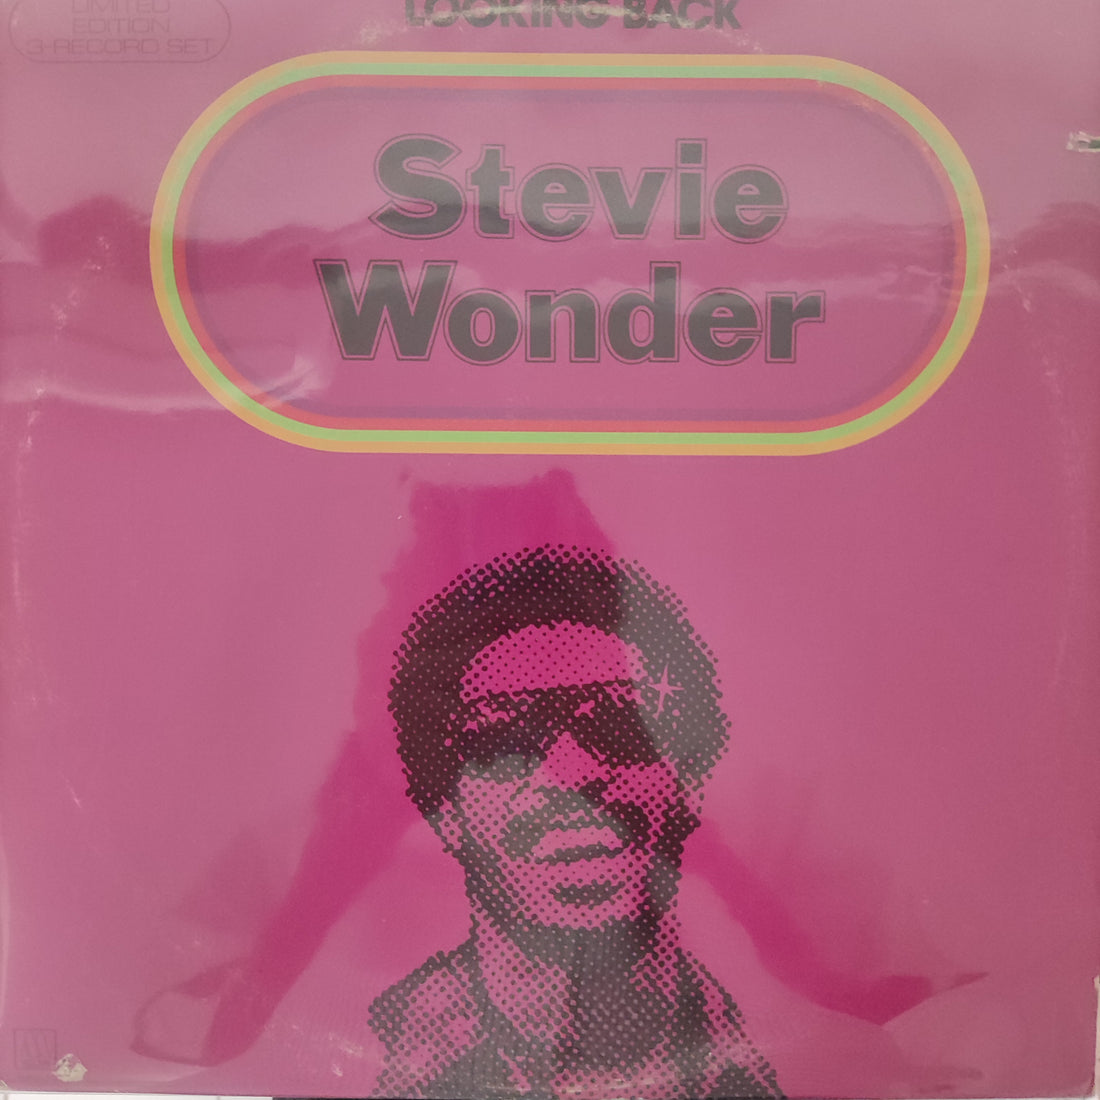 LIMITED
EDITION
3-RECORD SET
LOOKING BACK
Stevie
Wonder
M